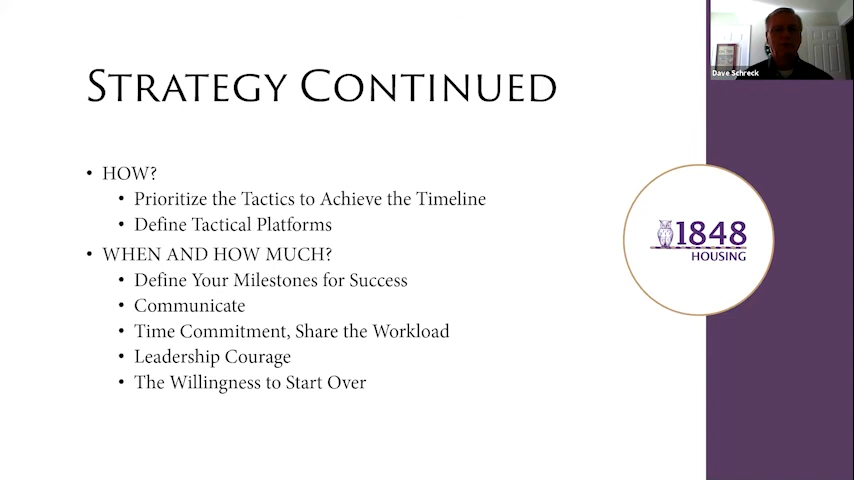 STRATEGY CONTINUED
• HOW?
• Prioritize the Tactics to Achieve the Timeline
• Define Tactical Platforms
• WHEN AND HOW MUCH?
• Define Your Milestones for Success
• Communicate
• Time Commitment, Share the Workload
• Leadership Courage
• The Willingness to Start Over
Dave Schreck
1848
HOUSING